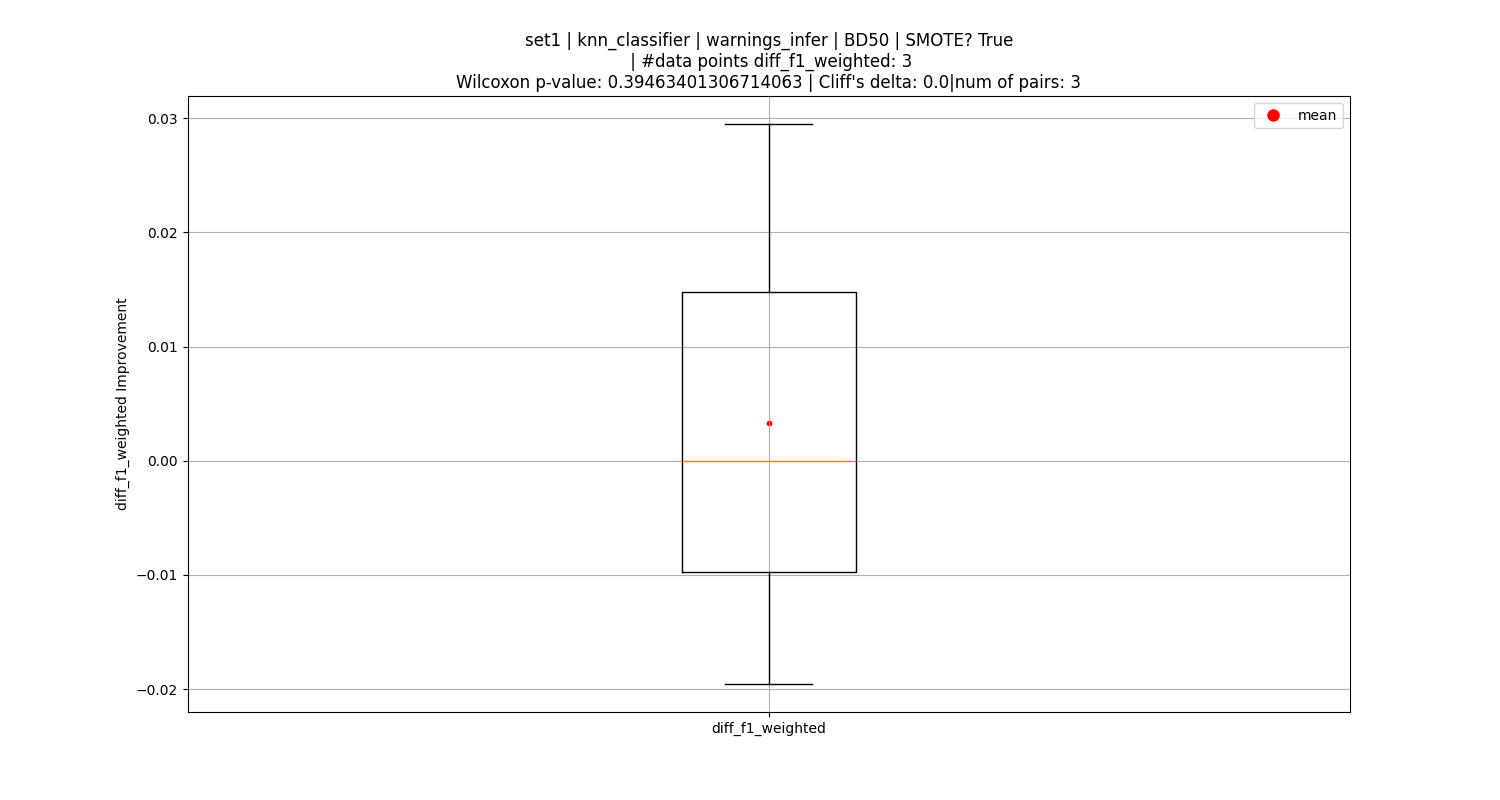 set1 | knn_classifier | warnings_infer | BD50 | SMOTE? True
| #data points diff_f1_weighted: 3
Wilcoxon p-value: 0.39463401306714063 | Cliff's delta: 0.0|num of pairs: 3
mean
0.03
0.02
0.01
0.00
−0.01
−0.02
diff_f1_weighted Improvement
diff_f1_weighted